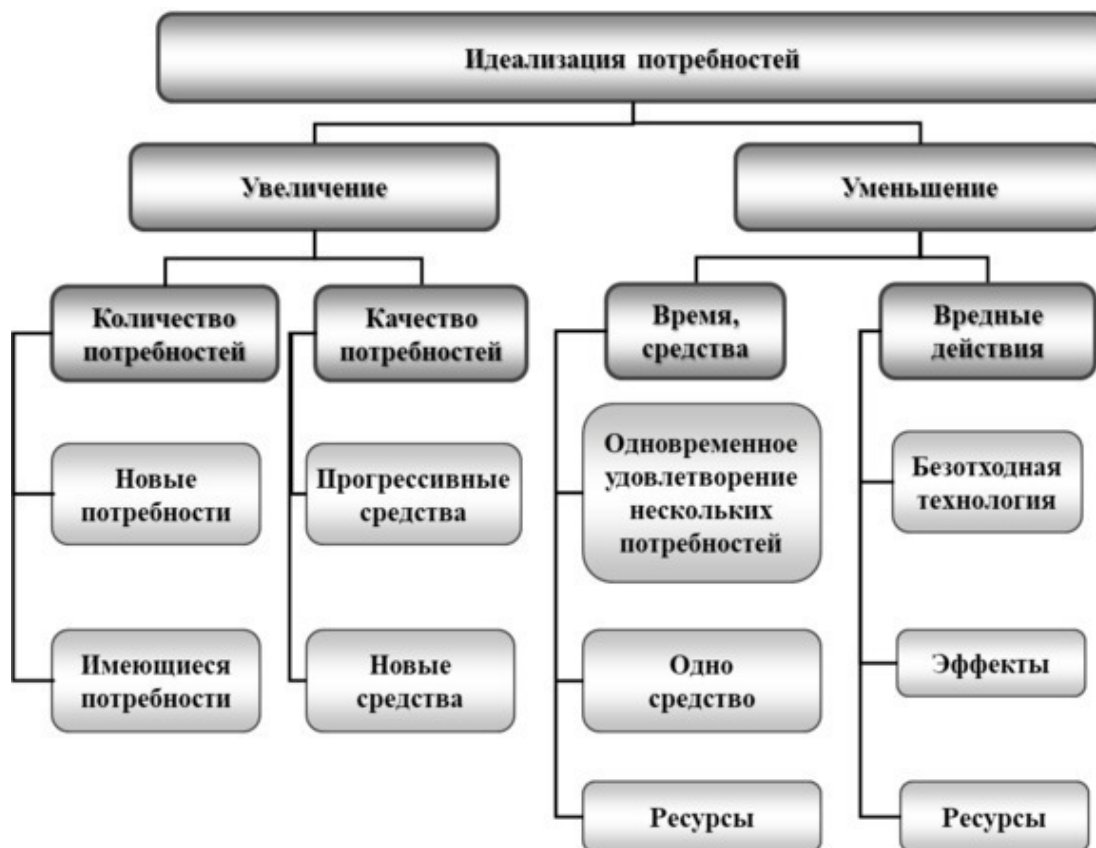 Идеализация потребностей
Увеличение
Уменьшение
Количество
потребностей
Качество
потребностей
Время,
средства
Вредные
действия
Новые
потребности
Прогрессивные
средства
Одновременное
удовлетворение
нескольких
потребностей
Безотходная
технология
Имеющиеся
потребности
Новые
средства
Одно
средство
Эффекты
Ресурсы
Ресурсы